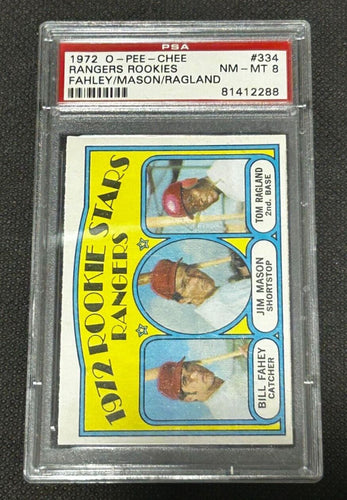 PSA
1972 O-PEE-CHEE #334
RANGERS ROOKIES NM-MT 8
FAHLEY/MASON/RAGLAND 81412288
1972 ROOKIE STARS
RANGERS
BILL FAHEY
CATCHER
JIM MASON
SHORTSTOP
TOM RAGLAND
2nd. BASE